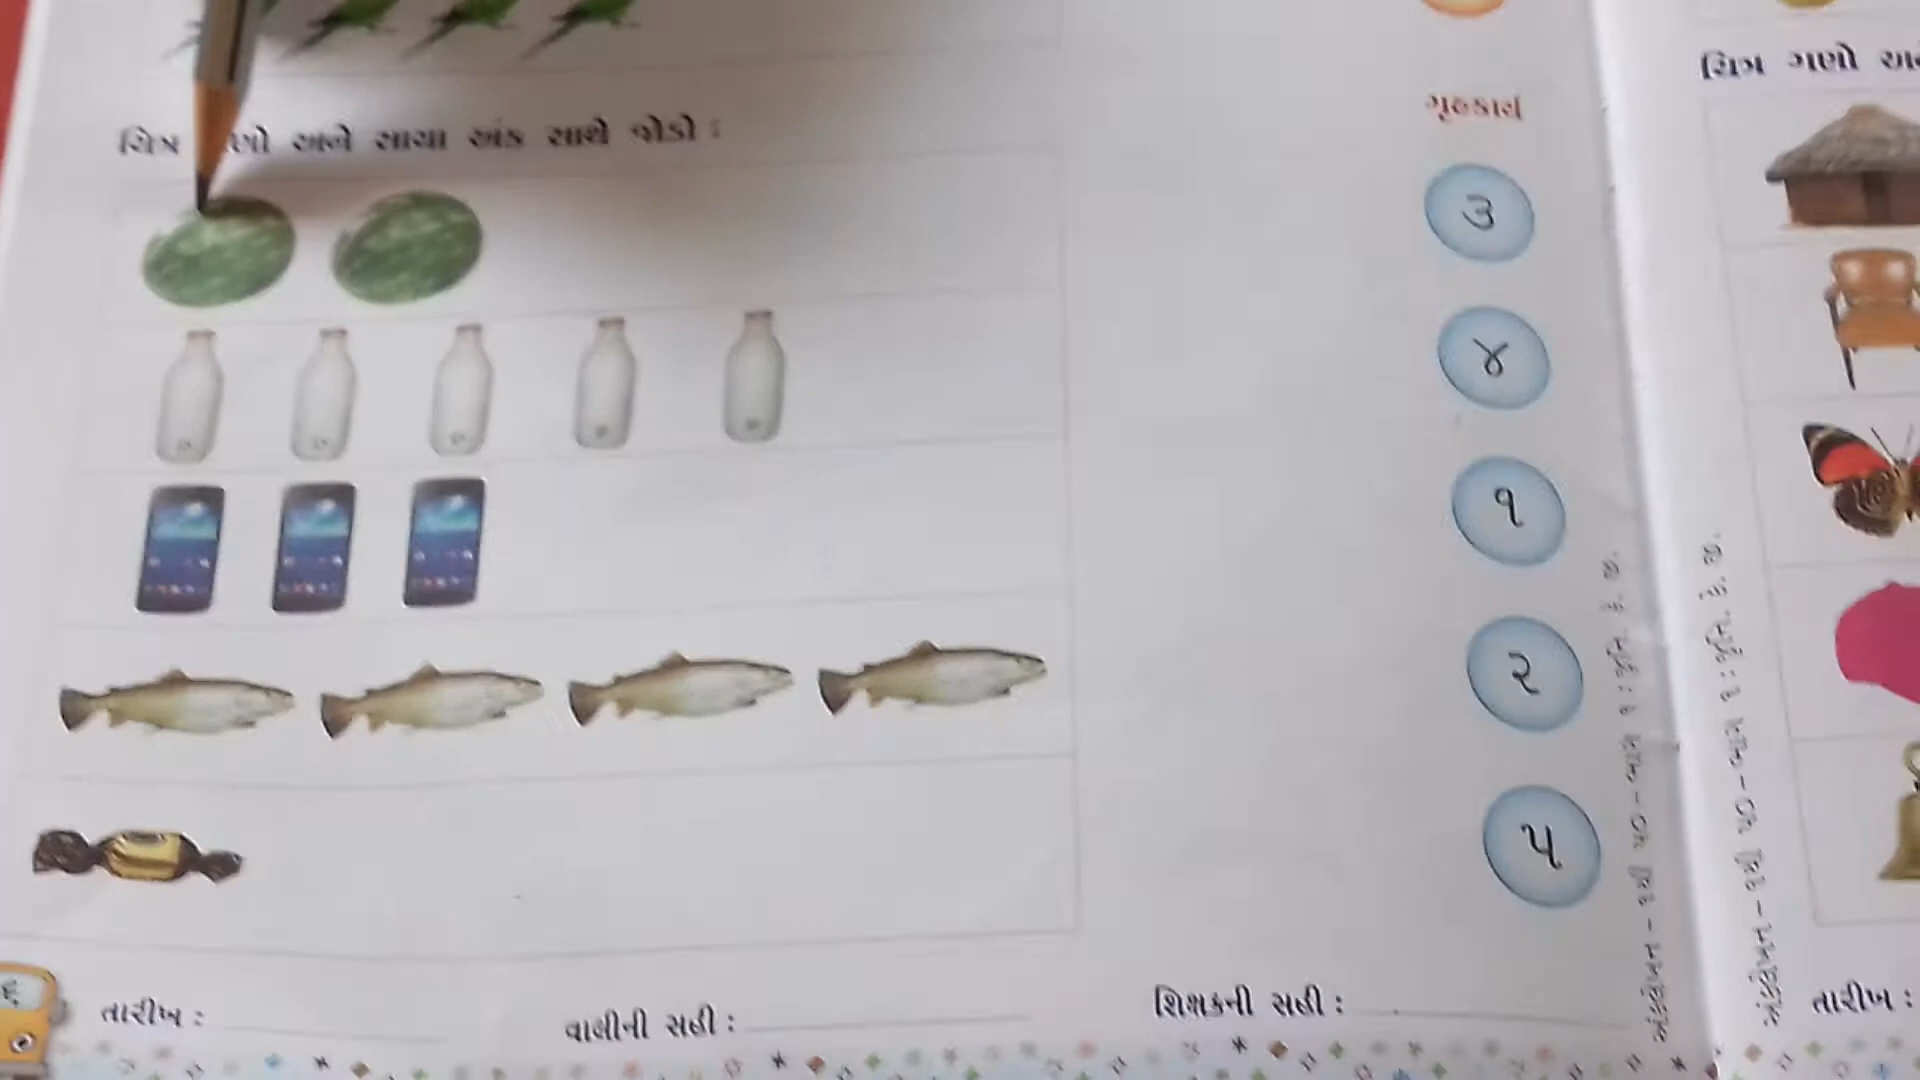 ગૃહકાર્ય
ચિત્ર ગણો અને સાચા અંક સાથે જોડો :
૩
૪
૧
૨
૫
તારીખ :
વાલીની સહી :
શિક્ષકની સહી :
ચિત્ર ગણો
તારીખ :